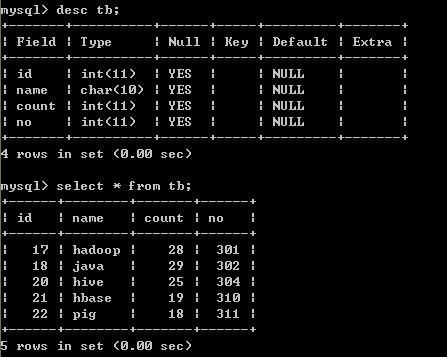 mysql> desc tb;
+-------+----------+------+-----+---------+-------+
| Field | Type     | Null | Key | Default | Extra |
+-------+----------+------+-----+---------+-------+
| id    | int(11)  | YES  |     | NULL    |       |
| name  | char(10) | YES  |     | NULL    |       |
| count | int(11)  | YES  |     | NULL    |       |
| no    | int(11)  | YES  |     | NULL    |       |
+-------+----------+------+-----+---------+-------+
4 rows in set (0.00 sec)
mysql> select * from tb;
+------+--------+-------+------+
| id   | name   | count | no   |
+------+--------+-------+------+
|   17 | hadoop |    28 |  301 |
|   18 | java   |    29 |  302 |
|   20 | hive   |    25 |  304 |
|   21 | hbase  |    19 |  310 |
|   22 | pig    |    18 |  311 |
+------+--------+-------+------+
5 rows in set (0.00 sec)